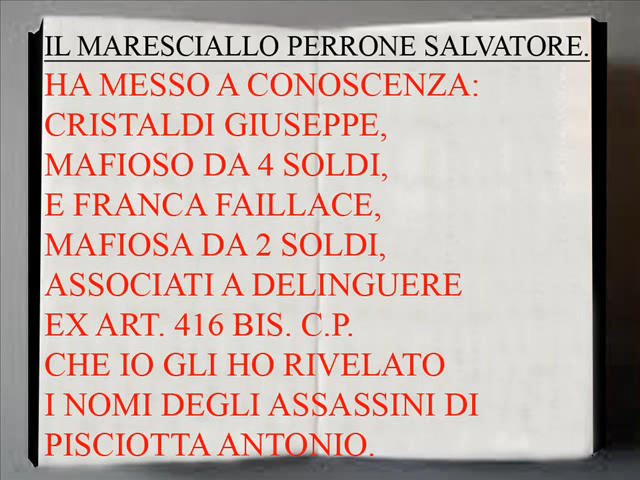 IL MARESCIALLO PERRONE SALVATORE.
HA MESSO A CONOSCENZA:
CRISTALDI GIUSEPPE,
MAFIOSO DA 4 SOLDI,
E FRANCA FAILLACE,
MAFIOSA DA 2 SOLDI,
ASSOCIATI A DELINGUERE
EX ART. 416 BIS. C.P.
CHE IO GLI HO RIVELATO
I NOMI DEGLI ASSASSINI DI
PISCIOTTA ANTONIO.